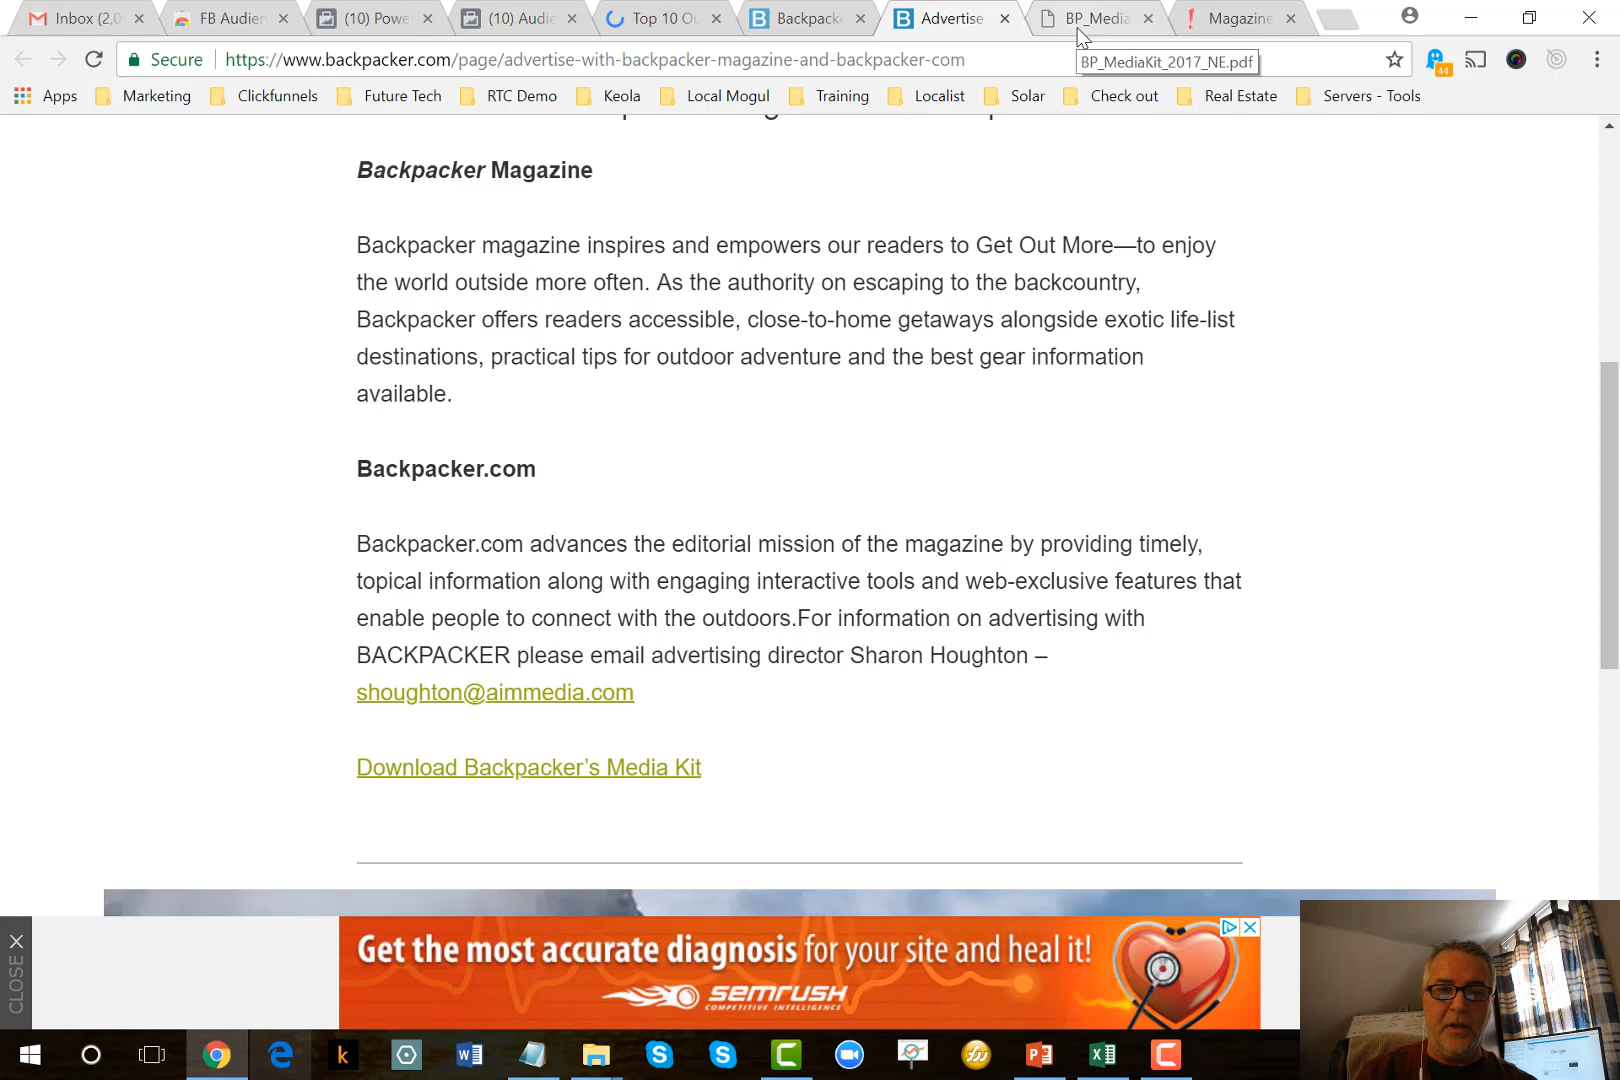 Inbox (2,0
FB Audien
(10) Powe
(10) Audi
Top 10 O
Backpack
Advertise
BP_Media
Magazine
Secure
https://www.backpacker.com/page/advertise-with-backpacker-magazine-and-backpacker-com
BP_MediaKit_2017_NE.pdf
44
Apps
Marketing
Clickfunnels
Future Tech
RTC Demo
Keola
Local Mogul
Training
Localist
Solar
Check out
Real Estate
Servers - Tools
Backpacker Magazine
Backpacker magazine inspires and empowers our readers to Get Out More—to enjoy
the world outside more often. As the authority on escaping to the backcountry,
Backpacker offers readers accessible, close-to-home getaways alongside exotic life-list
destinations, practical tips for outdoor adventure and the best gear information
available.
Backpacker.com
Backpacker.com advances the editorial mission of the magazine by providing timely,
topical information along with engaging interactive tools and web-exclusive features that
enable people to connect with the outdoors.For information on advertising with
BACKPACKER please email advertising director Sharon Houghton –
shoughton@aimmedia.com
Download Backpacker’s Media Kit
CLOSE X
Get the most accurate diagnosis for your site and heal it!
SEMRUSH
COMPETITIVE INTELLIGENCE